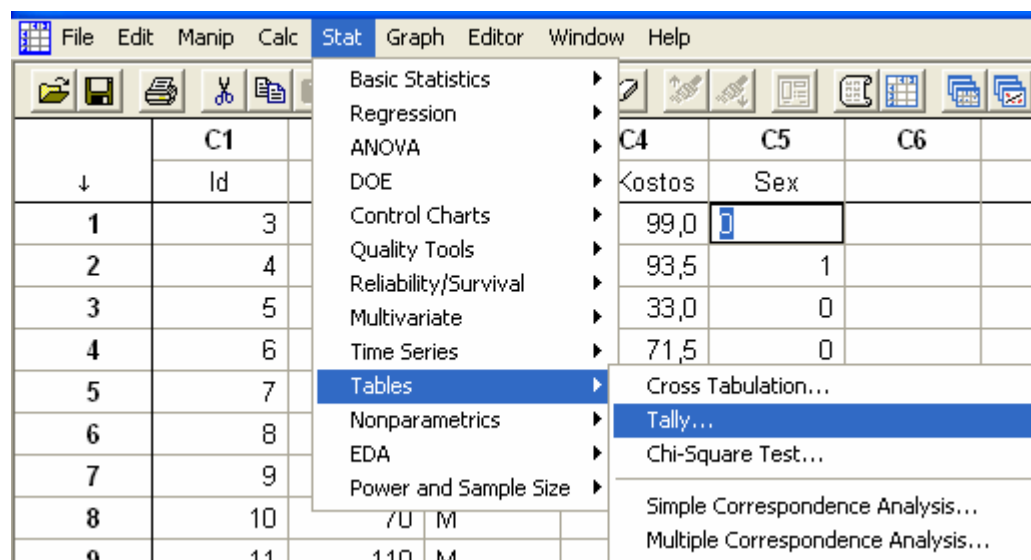 File Edit Manip Calc Stat Graph Editor Window Help
Basic Statistics
Regression
ANOVA
DOE
Control Charts
Quality Tools
Reliability/Survival
Multivariate
Time Series
Tables
Nonparametrics
EDA
Power and Sample Size
Cross Tabulation...
Tally...
Chi-Square Test...
Simple Correspondence Analysis...
Multiple Correspondence Analysis...
C1 C4 C5 C6
↓ Id Kostos Sex
1 3 99,0 0
2 4 93,5 1
3 5 33,0 0
4 6 71,5 0
5 7
6 8
7 9
8 10 70 M
9 11 110 M